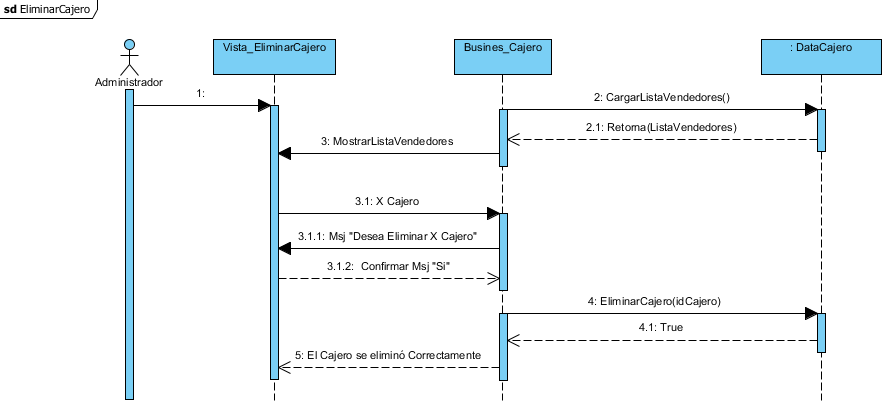 sd EliminarCajero
Vista_EliminarCajero
Busines_Cajero
: DataCajero
Administrador
1:
2: CargarListaVendedores()
2.1: Retorna(ListaVendedores)
3: MostrarListaVendedores
3.1: X Cajero
3.1.1: Msj "Desea Eliminar X Cajero"
3.1.2: Confirmar Msj "Si"
4: EliminarCajero(idCajero)
4.1: True
5: El Cajero se eliminó Correctamente